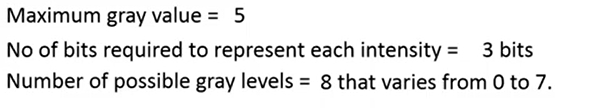 Maximum gray value = 5
No of bits required to represent each intensity = 3 bits
Number of possible gray levels = 8 that varies from 0 to 7.